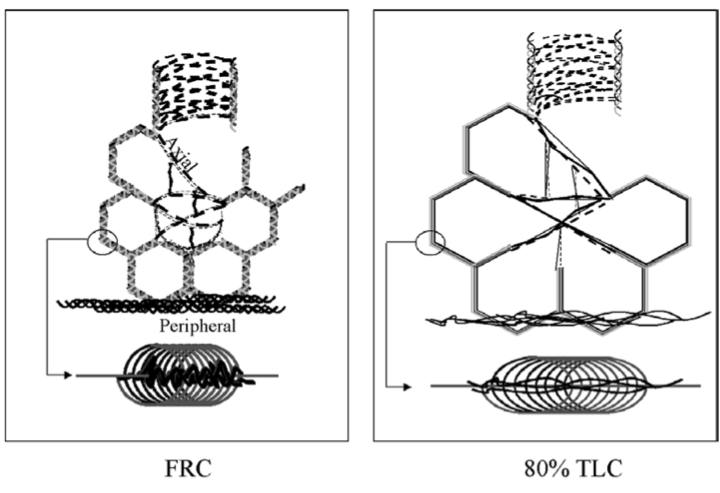 Axial
Peripheral
FRC
80% TLC